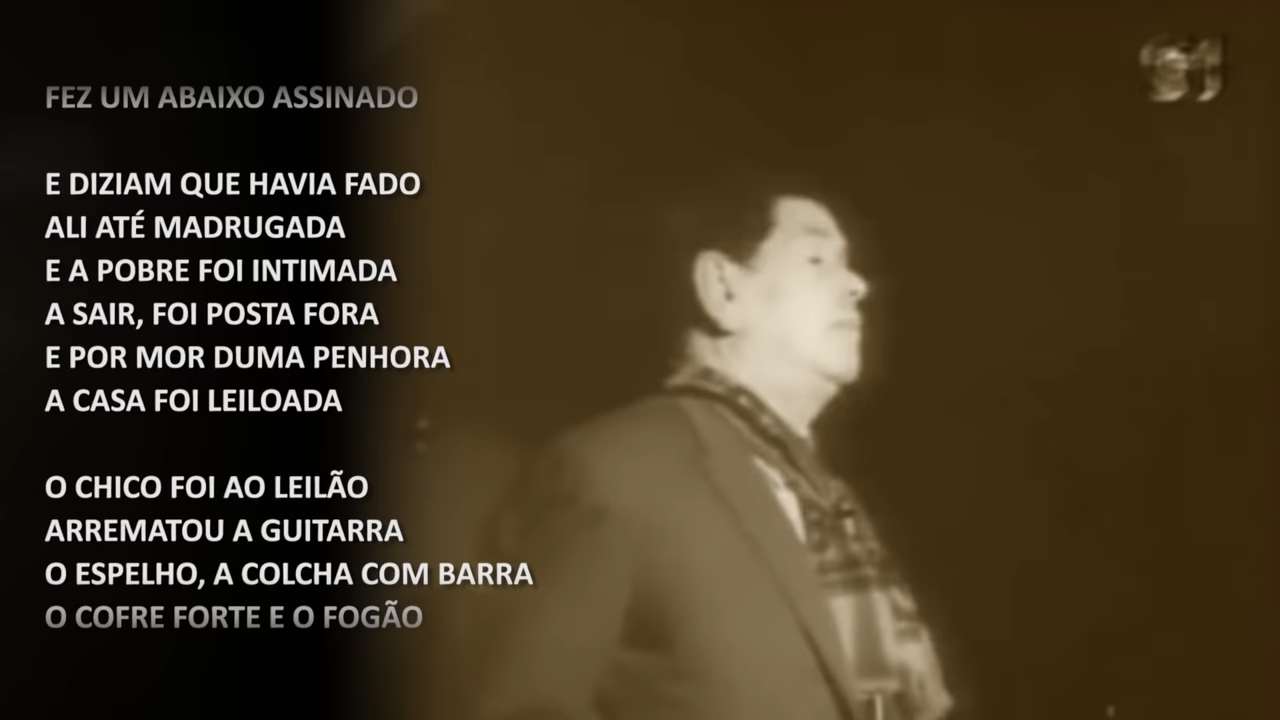 FEZ UM ABAIXO ASSINADO
E DIZIAM QUE HAVIA FADO
ALI ATÉ MADRUGADA
E A POBRE FOI INTIMADA
A SAIR, FOI POSTA FORA
E POR MOR DUMA PENHORA
A CASA FOI LEILOADA
O CHICO FOI AO LEILÃO
ARREMATOU A GUITARRA
O ESPELHO, A COLCHA COM BARRA
O COFRE FORTE E O FOGÃO